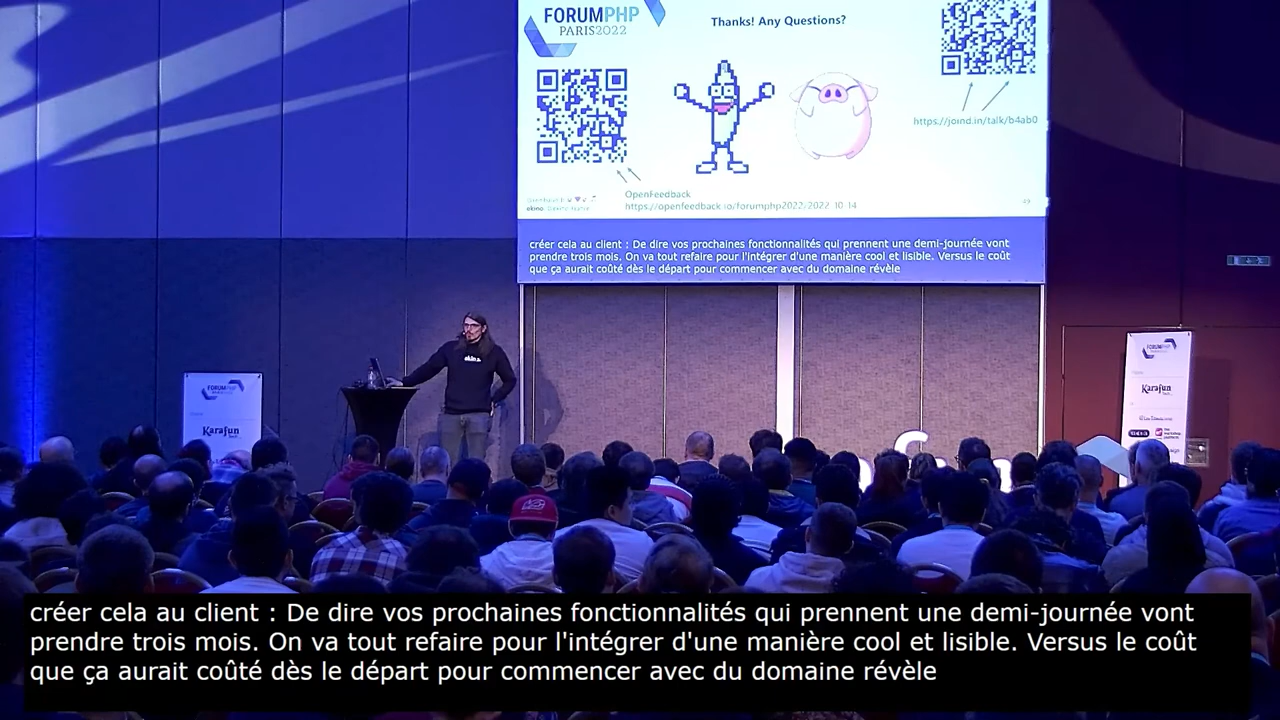 FORUMPHP
PARIS2022
Thanks! Any Questions?
https://joind.in/talk/b4ab0
OpenFeedback
https://openfeedback.io/forumphp2022/2022-10-14
49
créer cela au client : De dire vos prochaines fonctionnalités qui prennent une demi-journée vont
prendre trois mois. On va tout refaire pour l'intégrer d'une manière cool et lisible. Versus le coût
que ça aurait coûté dès le départ pour commencer avec du domaine révèle
FORUMPHP
Karafun
FORUMPHP
Karafun
créer cela au client : De dire vos prochaines fonctionnalités qui prennent une demi-journée vont
prendre trois mois. On va tout refaire pour l'intégrer d'une manière cool et lisible. Versus le coût
que ça aurait coûté dès le départ pour commencer avec du domaine révèle